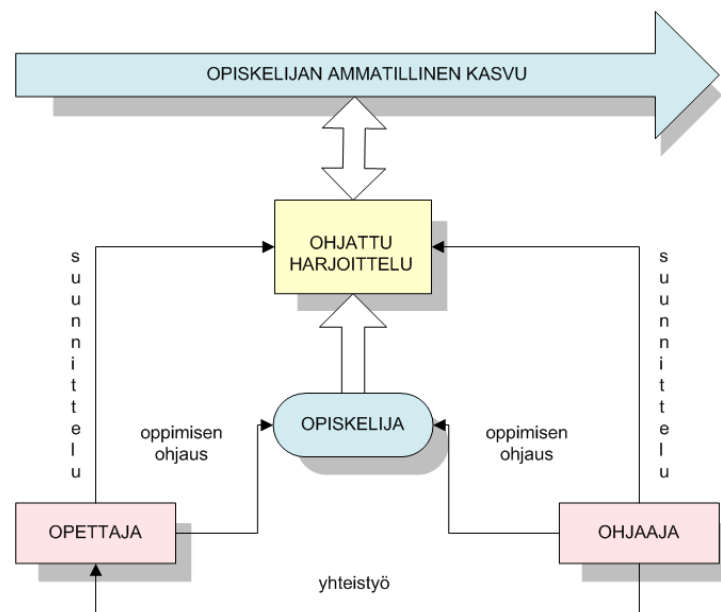 OPISKELIJAN AMMATILLINEN KASVU
OHJATTU
HARJOITTELU
suunnittelu
suunnittelu
OPISKELIJA
oppimisen
ohjaus
oppimisen
ohjaus
OPETTAJA
OHJAAJA
yhteistyö